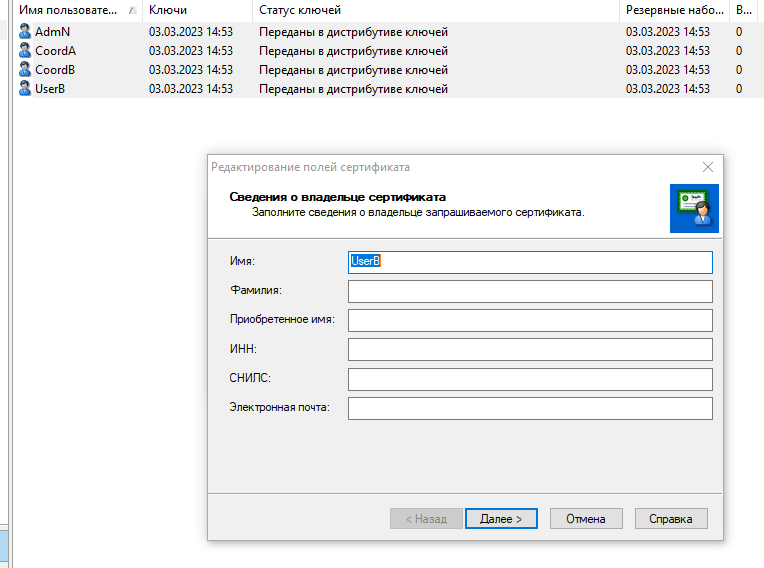 Имя пользовате... Ключи Статус ключей Резервные набо... В...
AdmN 03.03.2023 14:53 Переданы в дистрибутиве ключей 03.03.2023 14:53 0
CoordA 03.03.2023 14:53 Переданы в дистрибутиве ключей 03.03.2023 14:53 0
CoordB 03.03.2023 14:53 Переданы в дистрибутиве ключей 03.03.2023 14:53 0
UserB 03.03.2023 14:53 Переданы в дистрибутиве ключей 03.03.2023 14:53 0
Редактирование полей сертификата
Сведения о владельце сертификата
Заполните сведения о владельце запрашиваемого сертификата.
Имя: UserB
Фамилия:
Приобретенное имя:
ИНН:
СНИЛС:
Электронная почта:
< Назад Далее > Отмена Справка